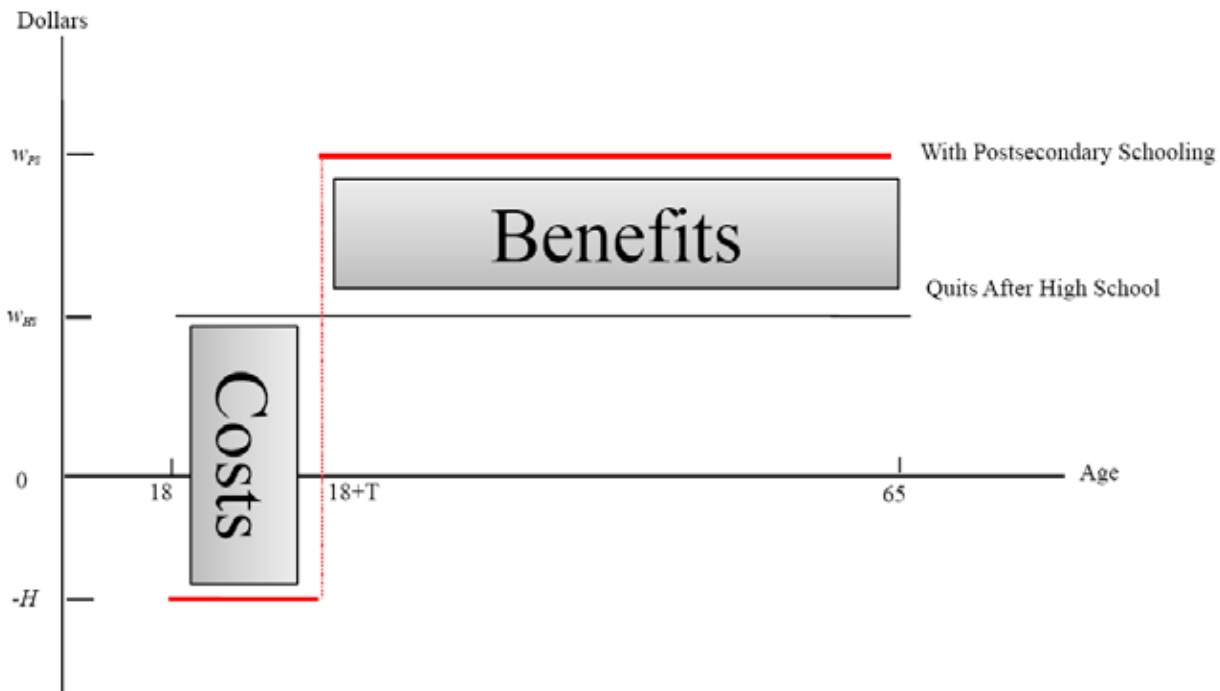 Dollars
w_PS
With Postsecondary Schooling
Benefits
Quits After High School
w_HS
Costs
0
18
18+T
65
Age
-H